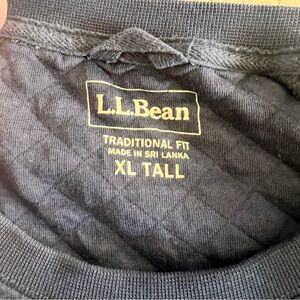 L.L.Bean
TRADITIONAL FIT
MADE IN SRI LANKA
XL TALL